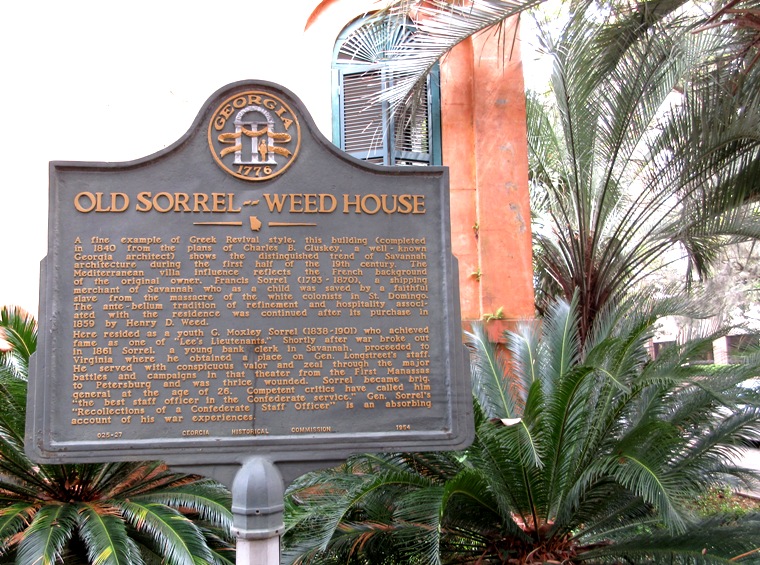 GEORGIA
1776
OLD SORREL-- WEED HOUSE
A fine example of Greek Revival style, this building (completed
in 1840 from the plans of Charles B. Cluskey, a well-known
Georgia architect) shows the distinguished trend of Savannah
architecture during the first half of the 19th century. The
Mediterranean villa influence reflects the French background
of the original owner, Francis Sorrel (1793-1870), a shipping
merchant of Savannah who as a child was saved by a faithful
slave from the massacre of the white colonists in St. Domingo.
The ante-bellum tradition of refinement and hospitality associ-
ated with the residence was continued after its purchase in
1859 by Henry D. Weed.
Here resided as a youth G. Moxley Sorrel (1838-1901) who achieved
fame as one of "Lee's Lieutenants." Shortly after war broke out
in 1861 Sorrel, a young bank clerk in Savannah, proceeded to
Virginia where he obtained a place on Gen. Longstreet's staff.
He served with conspicuous valor and zeal through the major
battles and campaigns in that theater from the First Manassas
to Petersburg and was thrice wounded. Sorrel became brig.
general at the age of 26. Competent critics have called him
"the best staff officer in the Confederate service." Gen. Sorrel's
"Recollections of a Confederate Staff Officer" is an absorbing
account of his war experiences.
025-27 GEORGIA HISTORICAL COMMISSION 1954